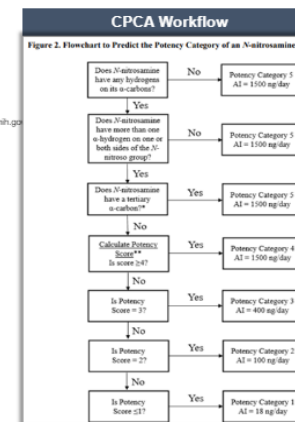 CPCA Workflow
Figure 2. Flowchart to Predict the Potency Category of an N-nitrosamine
Does N-nitrosamine
have any hydrogens
on its α-carbons?
No
Potency Category 5
AI = 1500 ng/day
Yes
nih.gov
Does N-nitrosamine
have more than one
α-hydrogen on one or
both sides of the N-
nitroso group?
No
Potency Category 5
AI = 1500 ng/day
Yes
Does N-nitrosamine
have a tertiary
α-carbon?*
Yes
Potency Category 5
AI = 1500 ng/day
No
Calculate Potency
Score**
Is score ≥4?
Yes
Potency Category 4
AI = 1500 ng/day
No
Is Potency
Score = 3?
Yes
Potency Category 3
AI = 400 ng/day
No
Is Potency
Score = 2?
Yes
Potency Category 2
AI = 100 ng/day
No
Is Potency
Score ≤1?
Yes
Potency Category 1
AI = 18 ng/day